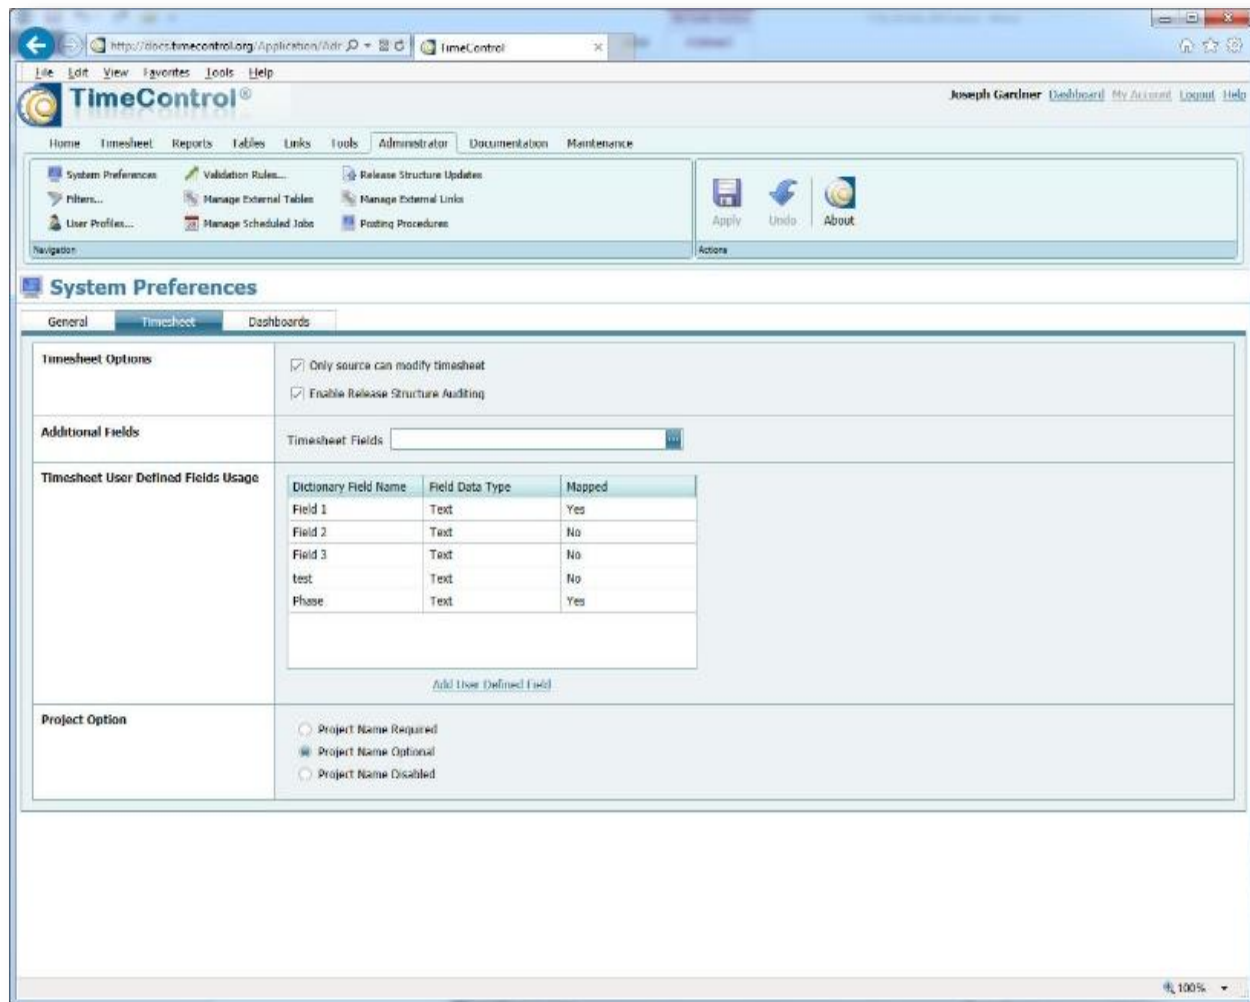 http://docs.timecontrol.org/Application/Adr
TimeControl
File Edit View Favorites Tools Help
TimeControl®
Joseph Gardner Dashboard My Account Logout Help
Home Timesheet Reports Tables Links Tools Administrator Documentation Maintenance
System Preferences Validation Rules... Release Structure Updates
Filters... Manage External Tables Manage External Links
User Profiles... Manage Scheduled Jobs Posting Procedures
Apply Undo About
Navigation Actions
System Preferences
General Timesheet Dashboards
Timesheet Options
Only source can modify timesheet
Enable Release Structure Auditing
Additional Fields
Timesheet Fields ...
Timesheet User Defined Fields Usage
Dictionary Field Name Field Data Type Mapped
Field 1 Text Yes
Field 2 Text No
Field 3 Text No
test Text No
Phase Text Yes
Add User Defined Field
Project Option
Project Name Required
Project Name Optional
Project Name Disabled
100%